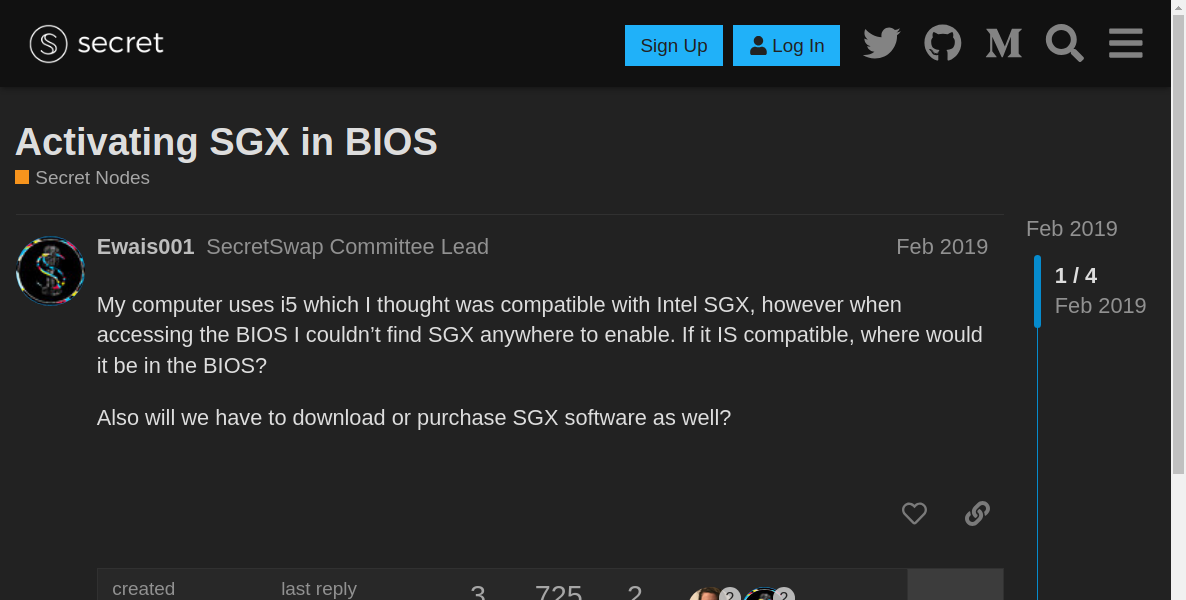 secret
Sign Up
Log In
Activating SGX in BIOS
Secret Nodes
Ewais001 SecretSwap Committee Lead Feb 2019
My computer uses i5 which I thought was compatible with Intel SGX, however when
accessing the BIOS I couldn’t find SGX anywhere to enable. If it IS compatible, where would
it be in the BIOS?
Also will we have to download or purchase SGX software as well?
Feb 2019
1 / 4
Feb 2019
created last reply 3 725 2 2 2